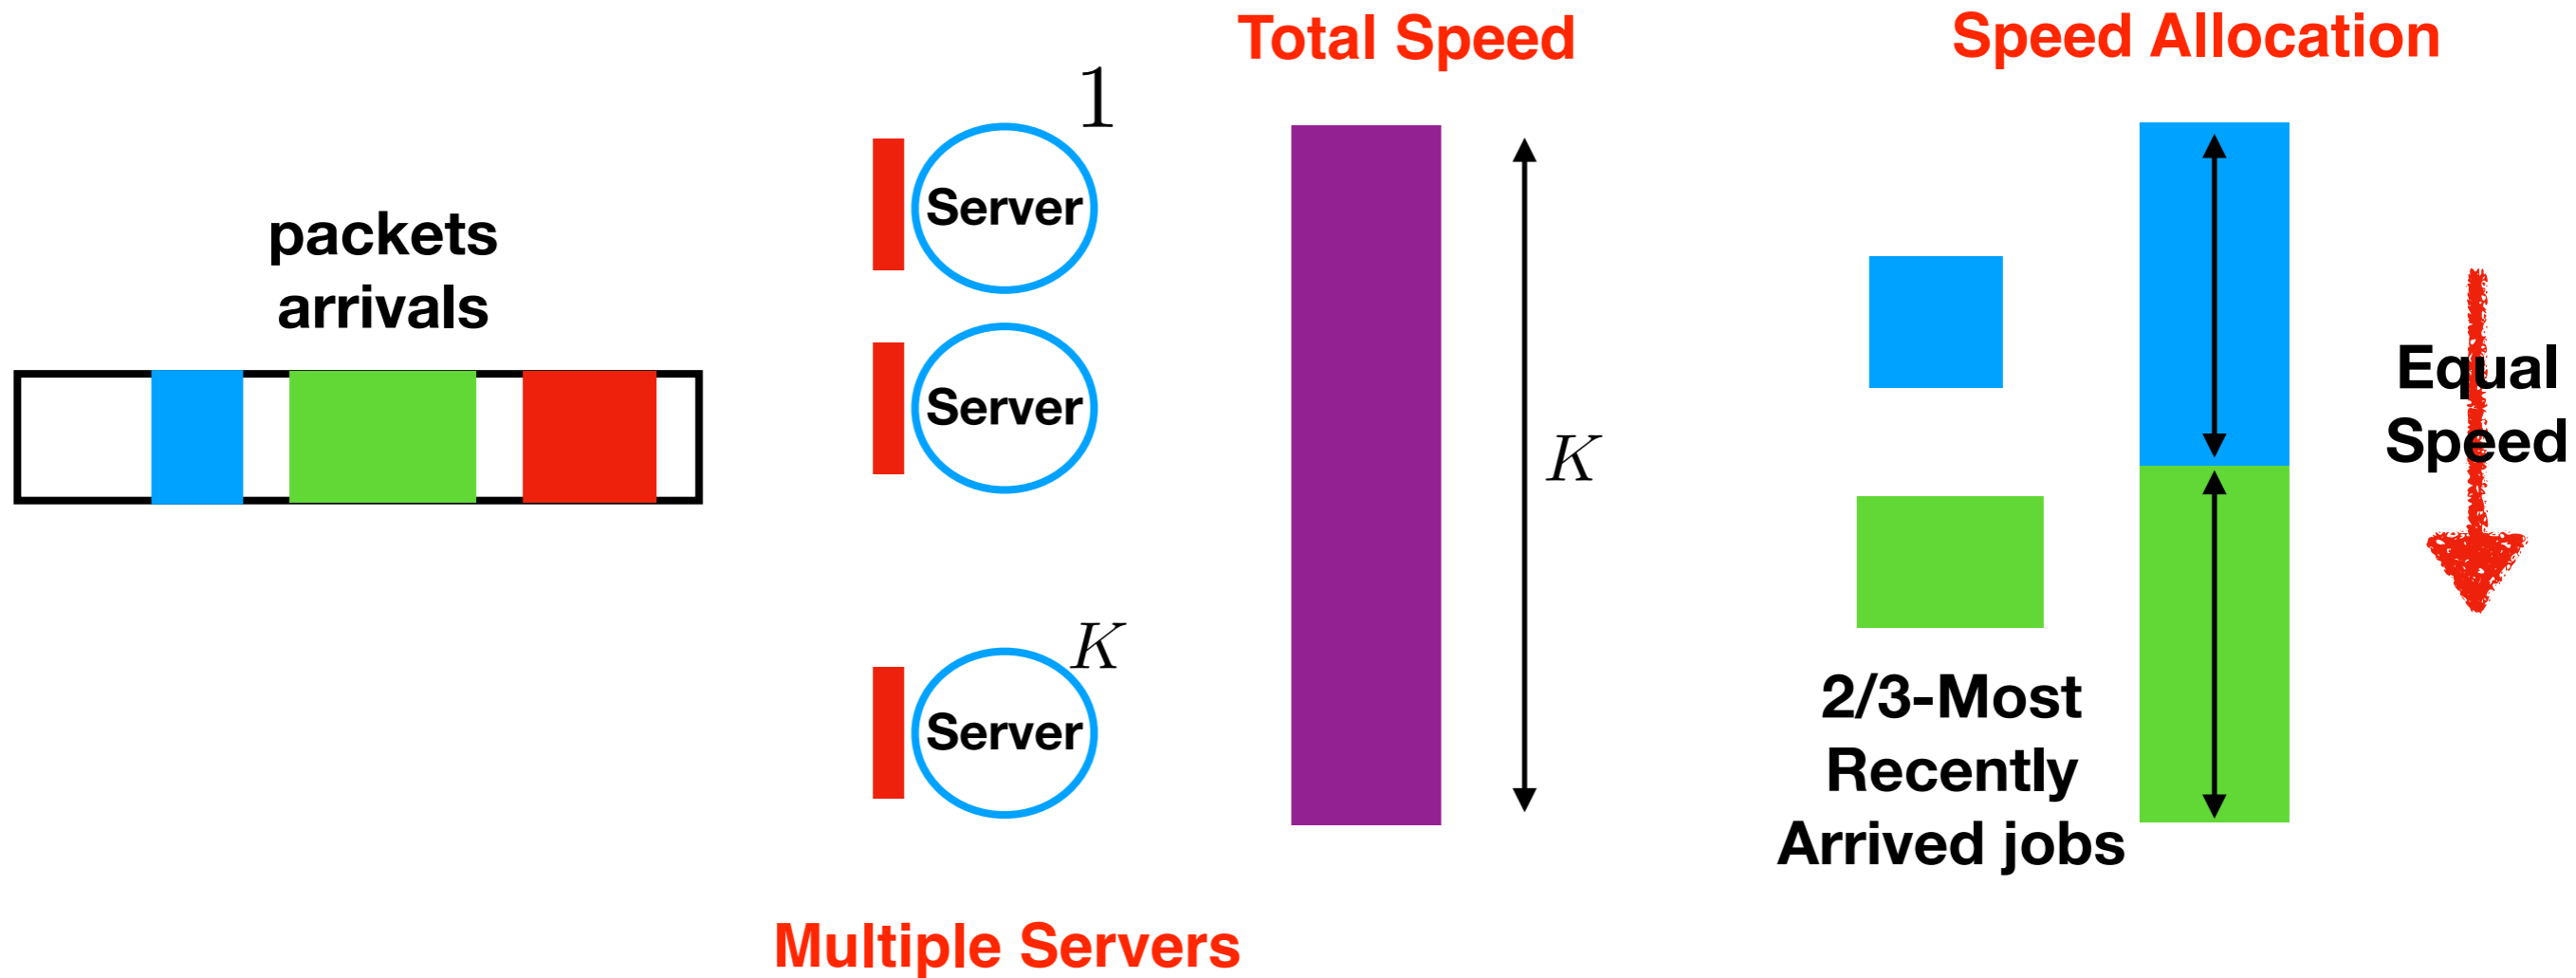 Total Speed
Speed Allocation
packets
arrivals
1
Server
Server
K
Server
K
Equal
Speed
2/3-Most
Recently
Arrived jobs
Multiple Servers